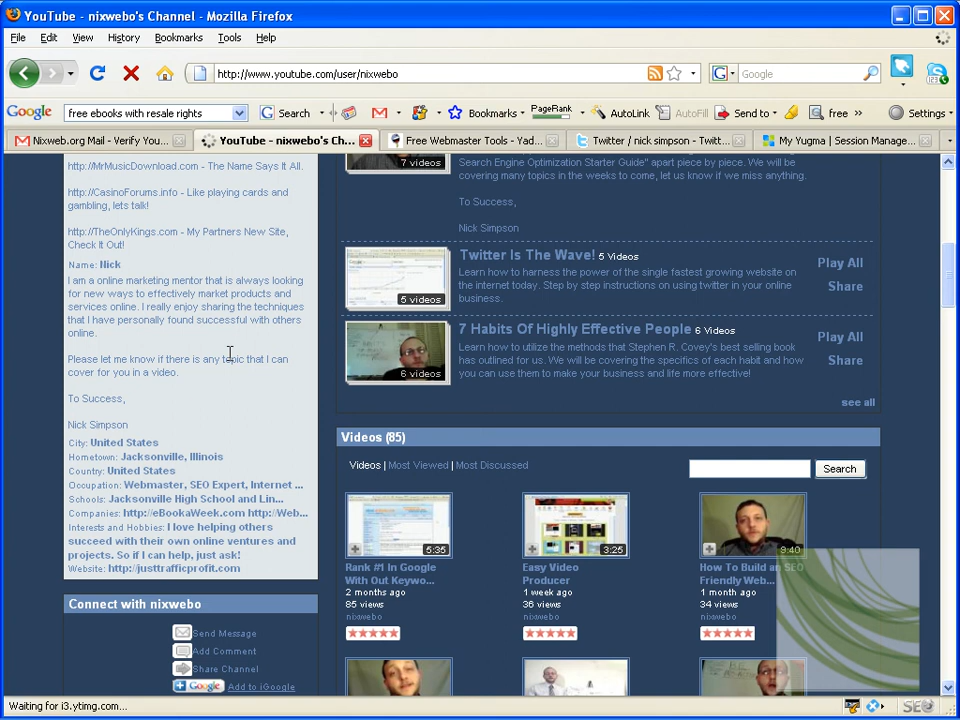 YouTube - nixwebo's Channel - Mozilla Firefox
File Edit View History Bookmarks Tools Help
http://www.youtube.com/user/nixwebo
Google
Google free ebooks with resale rights Search Bookmarks PageRank AutoLink AutoFill Send to free Settings
Nixweb.org Mail - Verify You... YouTube - nixwebo's Ch... Free Webmaster Tools - Yad... Twitter / nick simpson - Twitt... My Yugma | Session Manage...
http://MrMusicDownload.com - The Name Says It All.
http://CasinoForums.info - Like playing cards and
gambling, lets talk!
http://TheOnlyKings.com - My Partners New Site,
Check It Out!
Name: Nick
I am a online marketing mentor that is always looking
for new ways to effectively market products and
services online. I really enjoy sharing the techniques
that I have personally found successful with others
online.
Please let me know if there is any topic that I can
cover for you in a video.
To Success,
Nick Simpson
City: United States
Hometown: Jacksonville, Illinois
Country: United States
Occupation: Webmaster, SEO Expert, Internet ...
Schools: Jacksonville High School and Lin...
Companies: http://eBookaWeek.com http://Web...
Interests and Hobbies: I love helping others
succeed with their own online ventures and
projects. So if I can help, just ask!
Website: http://justtrafficprofit.com
Connect with nixwebo
Send Message
Add Comment
Share Channel
Google Add to iGoogle
7 videos
Search Engine Optimization Starter Guide" apart piece by piece. We will be
covering many topics in the weeks to come, let us know if we miss anything.
To Success,
Nick Simpson
5 videos
Twitter Is The Wave! 5 Videos
Learn how to harness the power of the single fastest growing website on
the internet today. Step by step instructions on using twitter in your online
business.
Play All
Share
6 videos
7 Habits Of Highly Effective People 6 Videos
Learn how to utilize the methods that Stephen R. Covey's best selling book
has outlined for us. We will be covering the specifics of each habit and how
you can use them to make your business and life more effective!
Play All
Share
see all
Videos (85)
Videos | Most Viewed | Most Discussed
Search
5:35
Rank #1 In Google
With Out Keywo...
2 months ago
85 views
nixwebo
3:25
Easy Video
Producer
1 week ago
36 views
nixwebo
9:40
How To Build an SEO
Friendly Web...
1 month ago
34 views
nixwebo
Waiting for i3.ytimg.com...
SEO